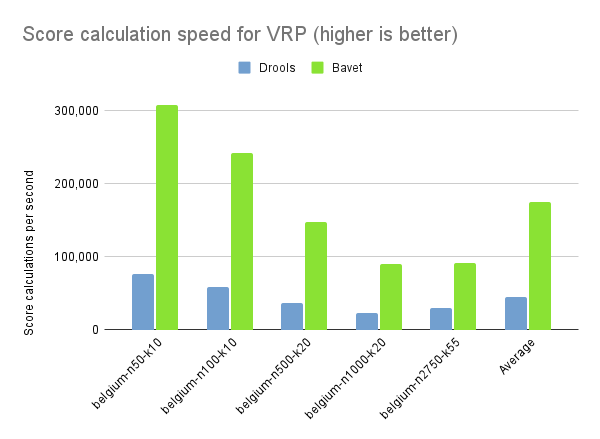 Score calculation speed for VRP (higher is better)
Drools
Bavet
Score calculations per second
300,000
200,000
100,000
0
belgium-n50-k10
belgium-n100-k10
belgium-n500-k20
belgium-n1000-k20
belgium-n2750-k55
Average